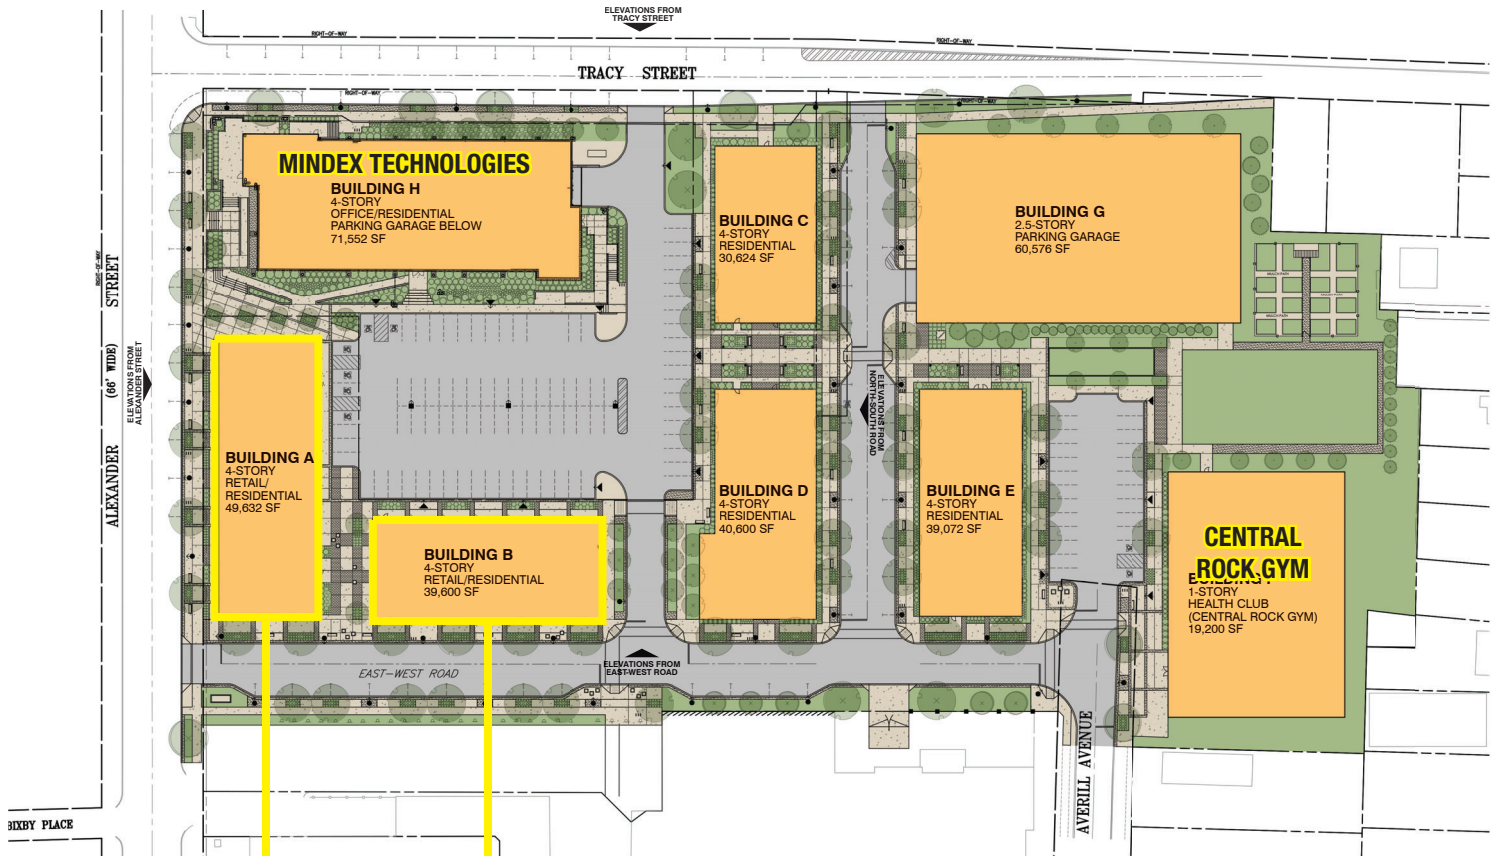 ELEVATIONS FROM
TRACY STREET
RIGHT-OF-WAY
RIGHT-OF-WAY
TRACY STREET
RIGHT-OF-WAY
RIGHT-OF-WAY
MINDEX TECHNOLOGIES
BUILDING H
4-STORY
OFFICE/RESIDENTIAL
PARKING GARAGE BELOW
71,552 SF
BUILDING C
4-STORY
RESIDENTIAL
30,624 SF
BUILDING G
2.5-STORY
PARKING GARAGE
60,576 SF
RIGHT-OF-WAY
ALEXANDER (66' WIDE) STREET
ELEVATIONS FROM
ALEXANDER STREET
ELEVATIONS FROM
NORTH-SOUTH ROAD
BUILDING A
4-STORY
RETAIL/
RESIDENTIAL
49,632 SF
BUILDING B
4-STORY
RETAIL/RESIDENTIAL
39,600 SF
BUILDING D
4-STORY
RESIDENTIAL
40,600 SF
BUILDING E
4-STORY
RESIDENTIAL
39,072 SF
CENTRAL
ROCK GYM
1-STORY
HEALTH CLUB
(CENTRAL ROCK GYM)
19,200 SF
EAST-WEST ROAD
ELEVATIONS FROM
EAST-WEST ROAD
AVERILL AVENUE
BIXBY PLACE